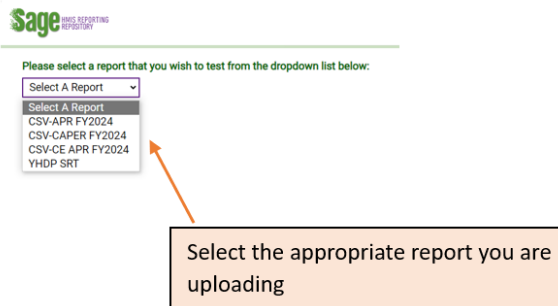 Sage HMIS REPORTING
REPOSITORY
Please select a report that you wish to test from the dropdown list below:
Select A Report
Select A Report
CSV-APR FY2024
CSV-CAPER FY2024
CSV-CE APR FY2024
YHDP SRT
Select the appropriate report you are
uploading